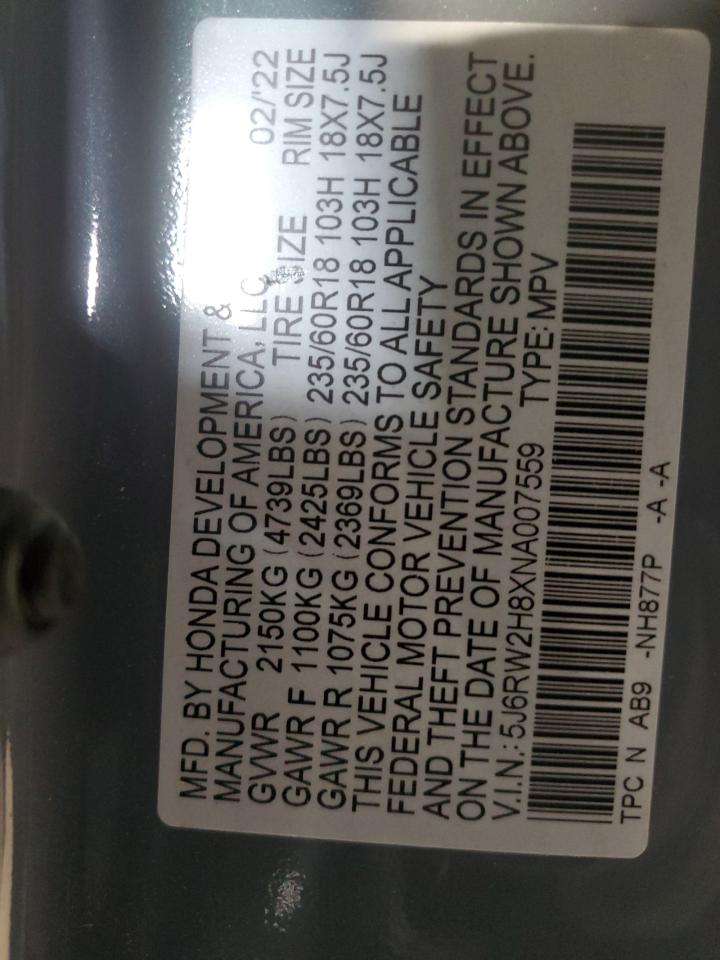 MFD. BY HONDA DEVELOPMENT &
MANUFACTURING OF AMERICA, LLC 02/'22
GVWR 2150KG (4739LBS) TIRE SIZE RIM SIZE
GAWR F 1100KG (2425LBS) 235/60R18 103H 18X7.5J
GAWR R 1075KG (2369LBS) 235/60R18 103H 18X7.5J
THIS VEHICLE CONFORMS TO ALL APPLICABLE
FEDERAL MOTOR VEHICLE SAFETY
AND THEFT PREVENTION STANDARDS IN EFFECT
ON THE DATE OF MANUFACTURE SHOWN ABOVE.
V.I.N.: 5J6RW2H8XNA007559 TYPE: MPV
TPC N AB9 -NH877P -A -A